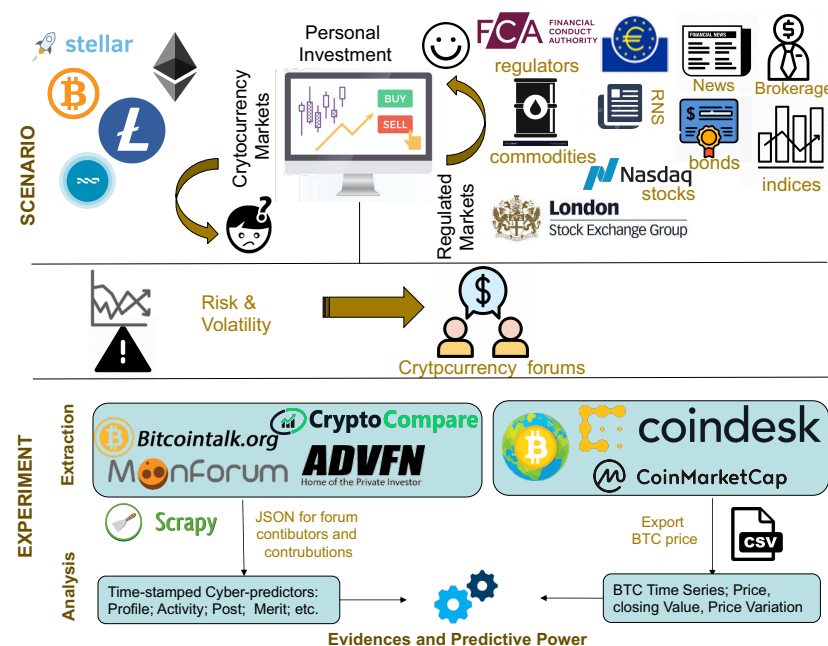 SCENARIO
stellar
Personal
Investment
BUY
SELL
Crytocurrency
Markets
Regulated
Markets
FCA
FINANCIAL
CONDUCT
AUTHORITY
regulators
FINANCIAL NEWS
News
Brokerage
RNS
commodities
bonds
Nasdaq
stocks
indices
London
Stock Exchange Group
Risk &
Volatility
Crytpcurrency forums
EXPERIMENT
Extraction
Bitcointalk.org
CryptoCompare
MoonForum
ADVFN
Home of the Private Investor
coindesk
CoinMarketCap
Scrapy
JSON for forum
contibutors and
contrubutions
Export
BTC price
CSV
Analysis
Time-stamped Cyber-predictors:
Profile; Activity; Post; Merit; etc.
BTC Time Series; Price,
closing Value, Price Variation
Evidences and Predictive Power